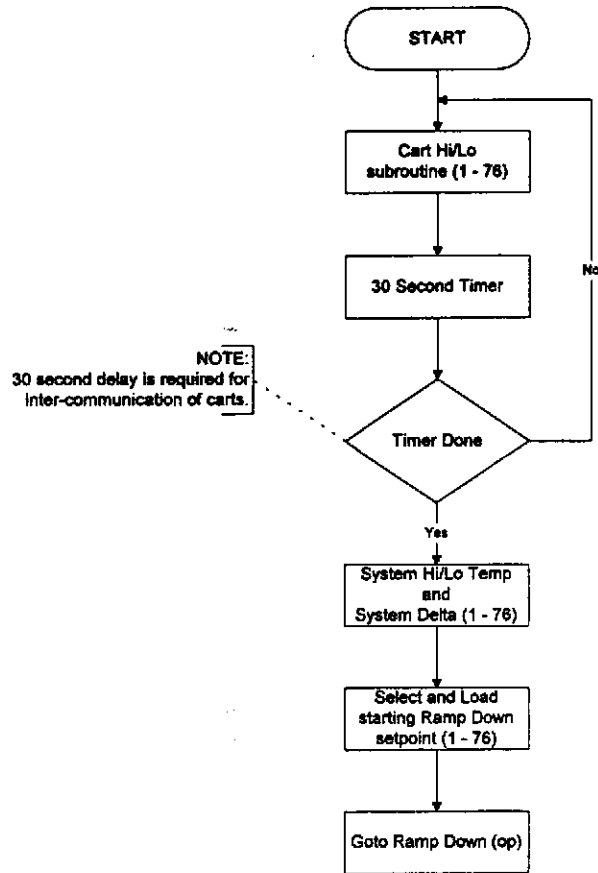 START
Cart Hi/Lo
subroutine (1 - 76)
30 Second Timer
No
NOTE:
30 second delay is required for
Inter-communication of carts.
Timer Done
Yes
System Hi/Lo Temp
and
System Delta (1 - 76)
Select and Load
starting Ramp Down
setpoint (1 - 76)
Goto Ramp Down (op)